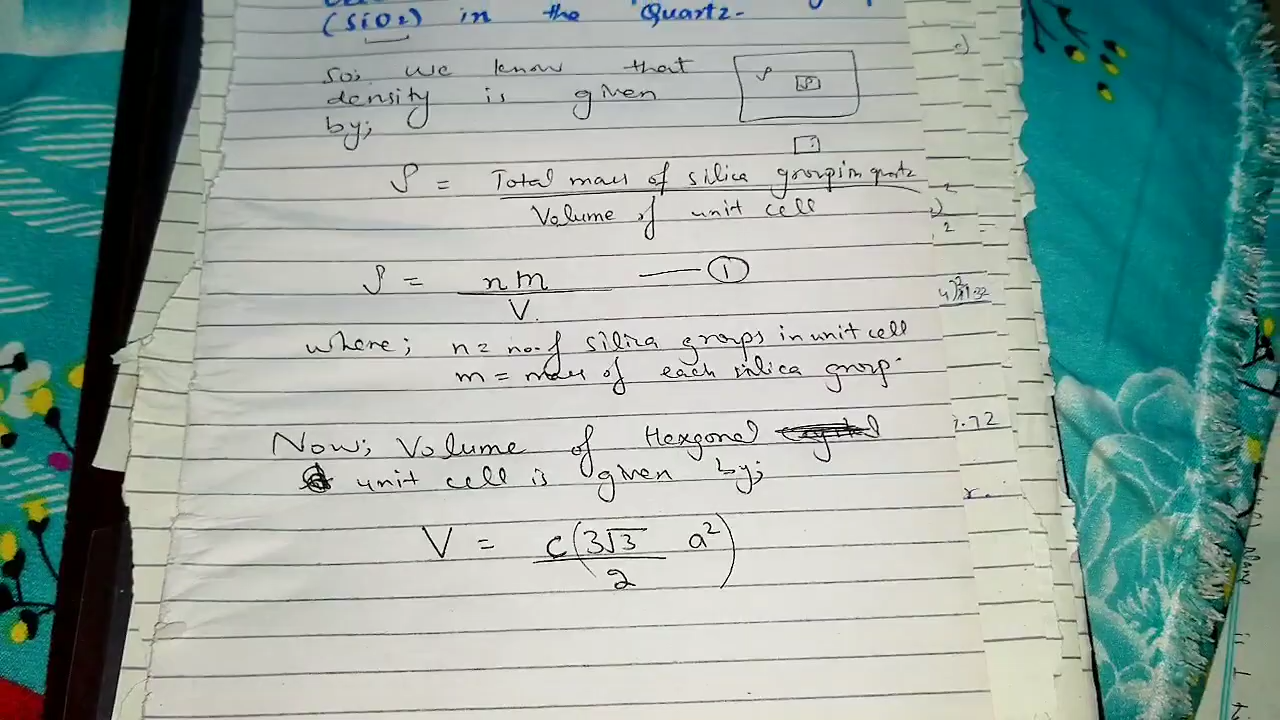 (SiO₂) in the Quartz-
so; we know that
density is given
by;
ρ = Total mass of silica groups in quartz
Volume of unit cell
ρ = nm —— ①
V.
where; n = no. of silica groups in unit cell
m = mass of each silica group.
Now; Volume of Hexgonal
unit cell is given by;
V = c(3√3 a²)
2